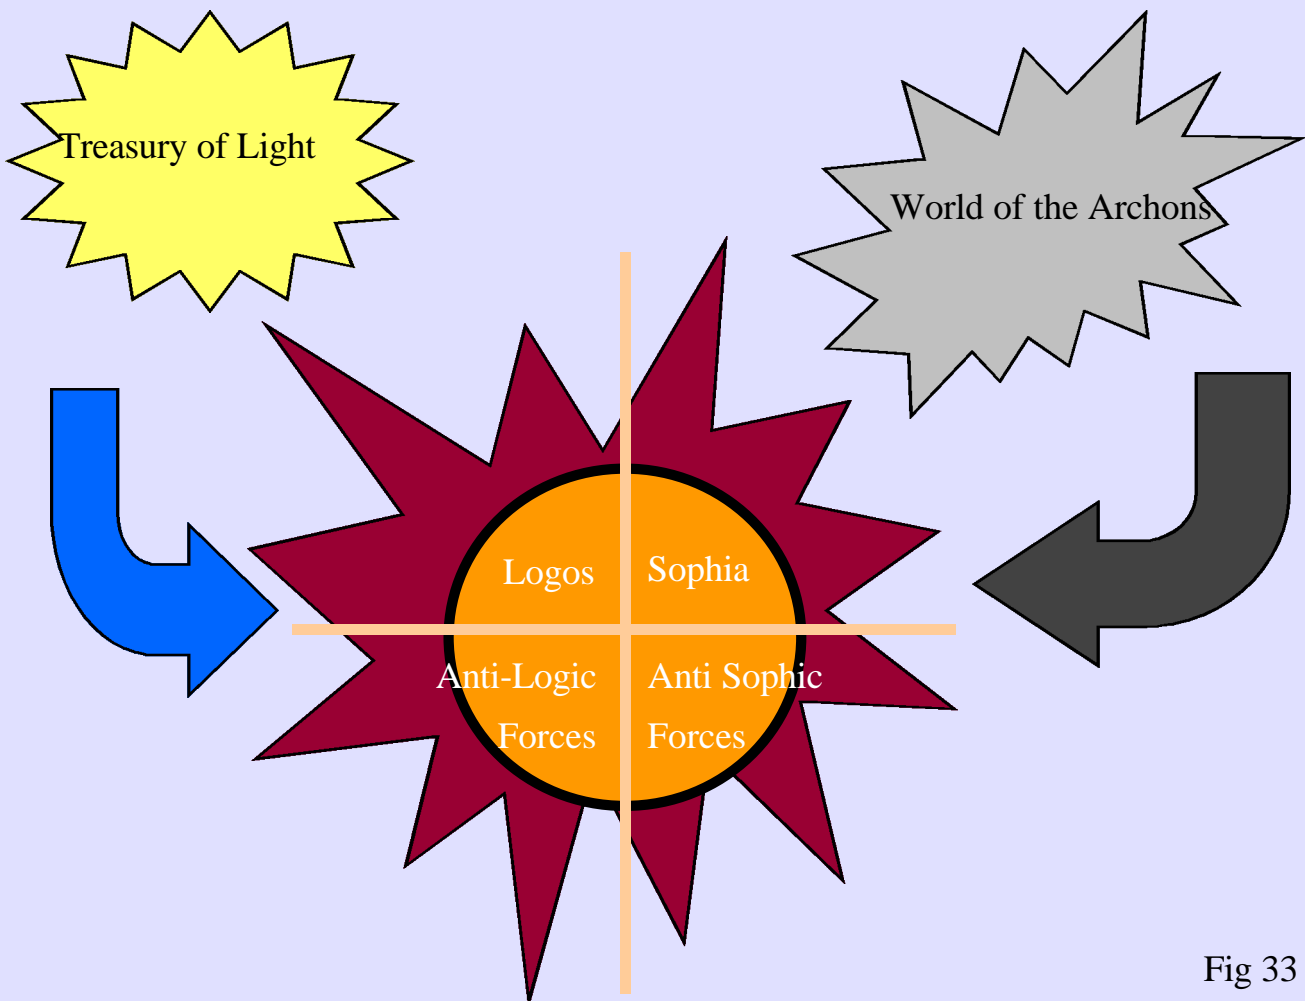 Treasury of Light
World of the Archons
Logos
Sophia
Anti-Logic
Forces
Anti Sophic
Forces
Fig 33